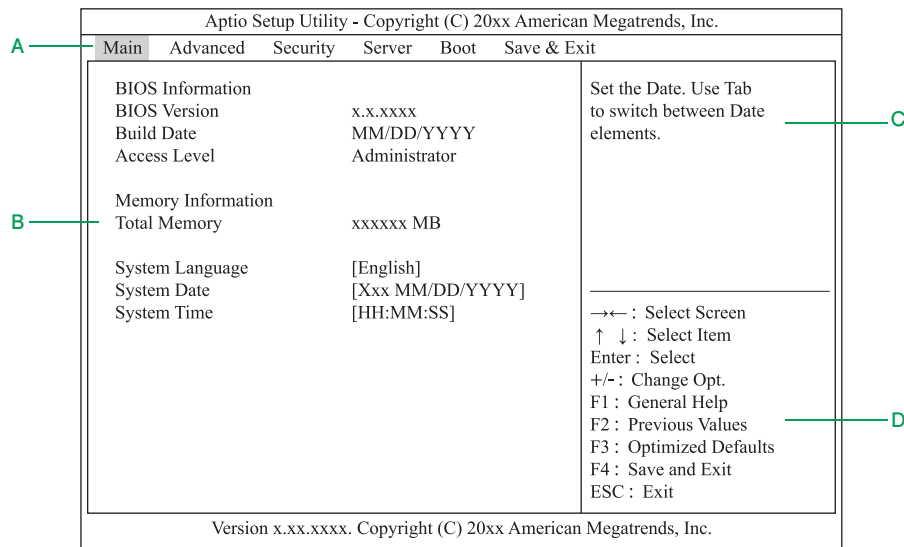 Aptio Setup Utility - Copyright (C) 20xx American Megatrends, Inc.
A
Main Advanced Security Server Boot Save & Exit
BIOS Information
BIOS Version x.x.xxxx
Build Date MM/DD/YYYY
Access Level Administrator
Memory Information
B
Total Memory xxxxxx MB
System Language [English]
System Date [Xxx MM/DD/YYYY]
System Time [HH:MM:SS]
Set the Date. Use Tab
to switch between Date
elements.
C
→←: Select Screen
↑ ↓: Select Item
Enter : Select
+/-: Change Opt.
F1: General Help
F2: Previous Values
F3: Optimized Defaults
F4: Save and Exit
ESC: Exit
D
Version x.xx.xxxx. Copyright (C) 20xx American Megatrends, Inc.